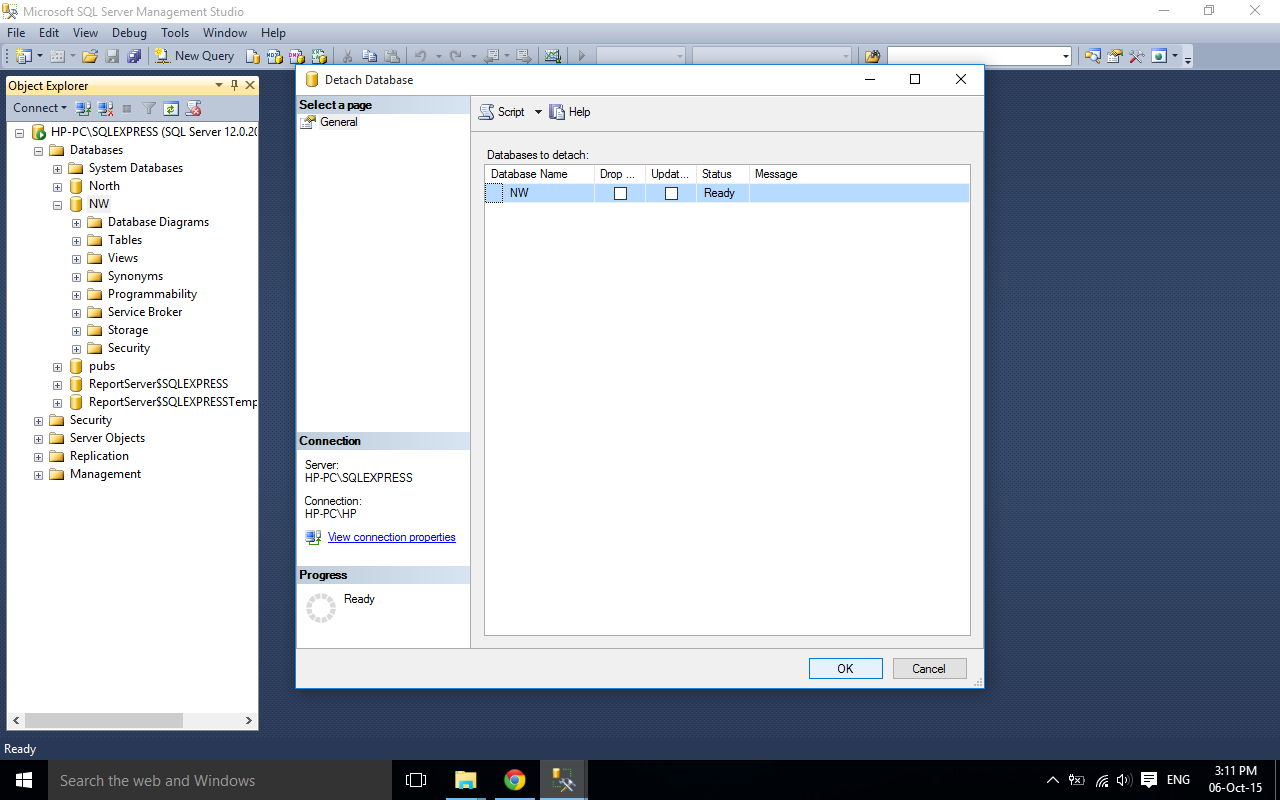 Microsoft SQL Server Management Studio
File Edit View Debug Tools Window Help
New Query
Object Explorer
Connect
HP-PC\SQLEXPRESS (SQL Server 12.0.20
Databases
System Databases
North
NW
Database Diagrams
Tables
Views
Synonyms
Programmability
Service Broker
Storage
Security
pubs
ReportServer$SQLEXPRESS
ReportServer$SQLEXPRESSTemp
Security
Server Objects
Replication
Management
Detach Database
Select a page
General
Script Help
Databases to detach:
Database Name Drop ... Updat... Status Message
NW Ready
Connection
Server:
HP-PC\SQLEXPRESS
Connection:
HP-PC\HP
View connection properties
Progress
Ready
OK Cancel
Ready
Search the web and Windows
ENG
3:11 PM
06-Oct-15